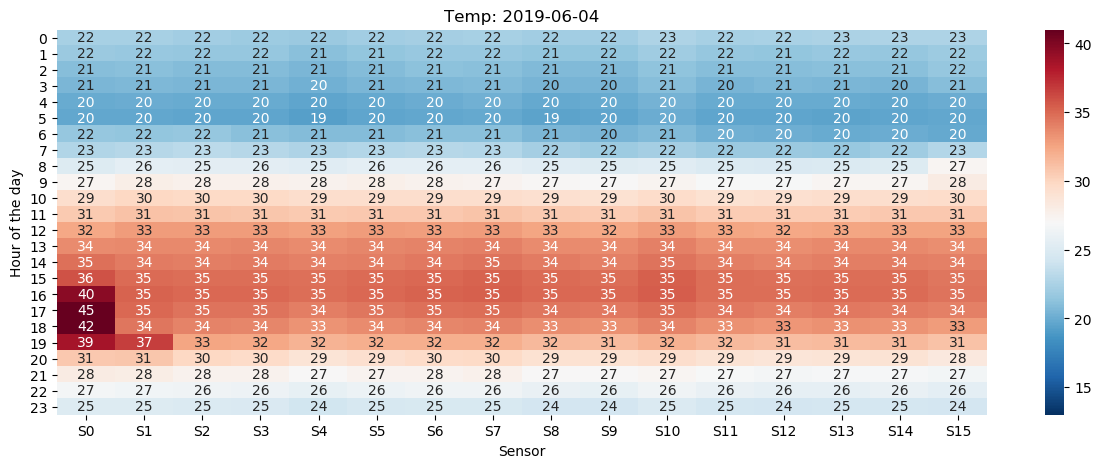 Temp: 2019-06-04
Hour of the day
0 22 22 22 22 22 22 22 22 22 22 23 22 22 23 23 23
1 22 22 22 22 21 21 22 22 21 22 22 22 21 22 22 22
2 21 21 21 21 21 21 21 21 21 21 21 21 21 21 21 22
3 21 21 21 21 20 21 21 21 20 20 21 20 21 21 20 21
4 20 20 20 20 20 20 20 20 20 20 20 20 20 20 20 20
5 20 20 20 20 19 20 20 20 19 20 20 20 20 20 20 20
6 22 22 22 21 21 21 21 21 21 20 21 20 20 20 20 20
7 23 23 23 23 23 23 23 23 22 22 22 22 22 22 22 23
8 25 26 25 26 25 26 26 26 25 25 25 25 25 25 25 27
9 27 28 28 28 28 28 28 27 27 27 27 27 27 27 27 28
10 29 30 30 30 29 29 29 29 29 29 30 29 29 29 29 30
11 31 31 31 31 31 31 31 31 31 31 31 31 31 31 31 31
12 32 33 33 33 33 33 33 33 33 32 33 33 32 33 33 33
13 34 34 34 34 34 34 34 34 34 34 34 34 34 34 34 34
14 35 34 34 34 34 34 34 35 34 34 35 34 34 34 34 34
15 36 35 35 35 35 35 35 35 35 35 35 35 35 35 35 35
16 40 35 35 35 35 35 35 35 35 35 35 35 35 35 35 35
17 45 35 35 35 34 35 35 35 35 34 35 34 34 34 34 34
18 42 34 34 34 33 34 34 34 33 33 34 33 33 33 33 33
19 39 37 33 32 32 32 32 32 32 31 32 32 31 31 31 31
20 31 31 30 30 29 29 30 30 29 29 29 29 29 29 29 28
21 28 28 28 28 27 27 28 28 27 27 27 27 27 27 27 27
22 27 27 26 26 26 26 26 26 26 26 26 26 26 26 26 26
23 25 25 25 25 24 25 25 25 24 24 25 25 24 25 25 24
S0 S1 S2 S3 S4 S5 S6 S7 S8 S9 S10 S11 S12 S13 S14 S15
Sensor
40
35
30
25
20
15